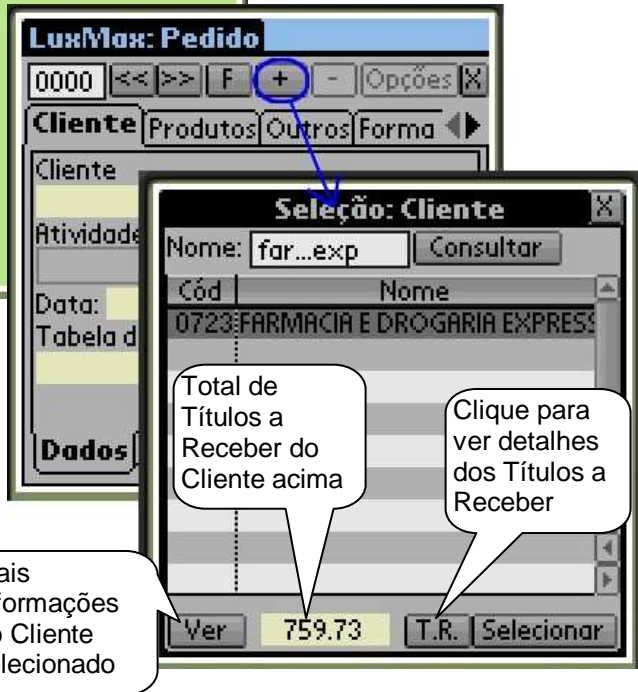 LuxMax: Pedido
0000 << >> F + - Opções X
Cliente Produtos Outros Forma
Cliente
Atividade
Data:
Tabela d
Dados
Seleção: Cliente X
Nome: far...exp Consultar
Cód Nome
0723 FARMACIA E DROGARIA EXPRESS
Total de
Títulos a
Receber do
Cliente acima
Clique para
ver detalhes
dos Títulos a
Receber
ais
formações
o Cliente
elecionado
Ver 759.73 T.R. Selecionar